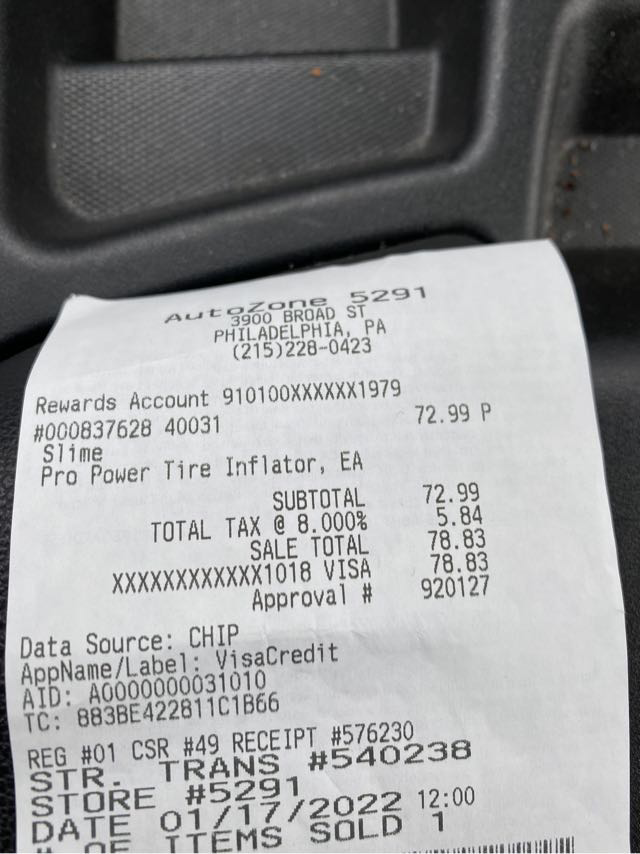 AutoZone 5291
3900 BROAD ST
PHILADELPHIA, PA
(215)228-0423
Rewards Account 910100XXXXXX1979
#000837628 40031 72.99 P
Slime
Pro Power Tire Inflator, EA
SUBTOTAL 72.99
TOTAL TAX @ 8.000% 5.84
SALE TOTAL 78.83
XXXXXXXXXXXX1018 VISA 78.83
Approval # 920127
Data Source: CHIP
AppName/Label: VisaCredit
AID: A0000000031010
TC: 883BE422811C1B66
REG #01 CSR #49 RECEIPT #576230
STR. TRANS #540238
STORE #5291
DATE 01/17/2022 12:00
# OF ITEMS SOLD 1